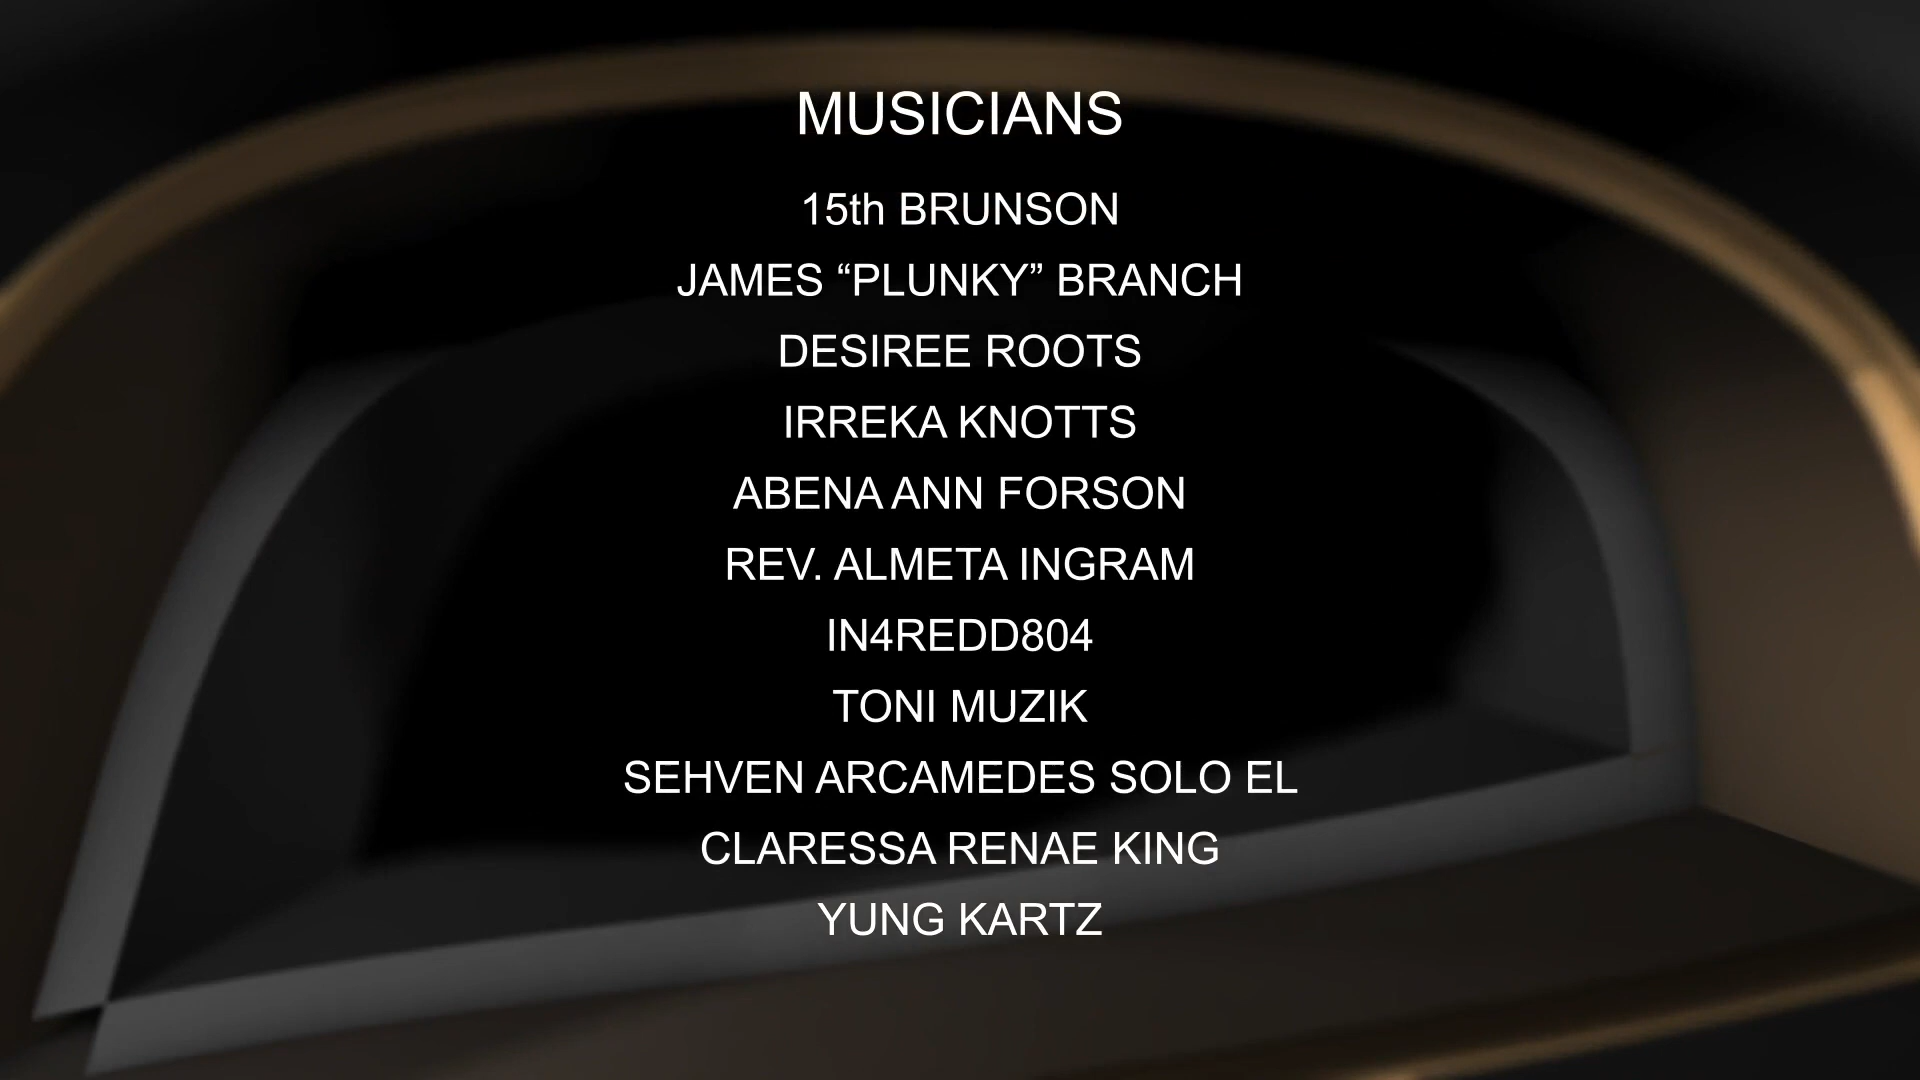 MUSICIANS
15th BRUNSON
JAMES “PLUNKY” BRANCH
DESIREE ROOTS
IRREKA KNOTTS
ABENA ANN FORSON
REV. ALMETA INGRAM
IN4REDD804
TONI MUZIK
SEHVEN ARCAMEDES SOLO EL
CLARESSA RENAE KING
YUNG KARTZ